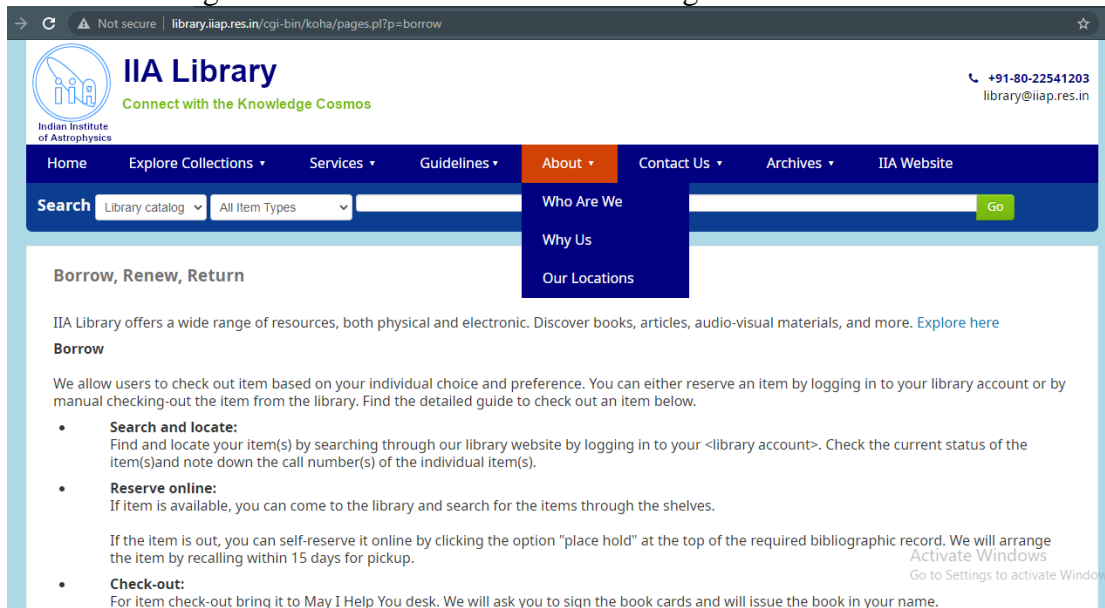 Not secure | library.iiap.res.in/cgi-bin/koha/pages.pl?p=borrow
IIA Library
Connect with the Knowledge Cosmos
+91-80-22541203
library@iiap.res.in
iiA
Indian Institute
of Astrophysics
Home Explore Collections Services Guidelines About Contact Us Archives IIA Website
Search Library catalog All Item Types Go
Who Are We
Why Us
Our Locations
Borrow, Renew, Return
IIA Library offers a wide range of resources, both physical and electronic. Discover books, articles, audio-visual materials, and more. Explore here
Borrow
We allow users to check out item based on your individual choice and preference. You can either reserve an item by logging in to your library account or by
manual checking-out the item from the library. Find the detailed guide to check out an item below.
• Search and locate:
Find and locate your item(s) by searching through our library website by logging in to your <library account>. Check the current status of the
item(s)and note down the call number(s) of the individual item(s).
• Reserve online:
If item is available, you can come to the library and search for the items through the shelves.
If the item is out, you can self-reserve it online by clicking the option "place hold" at the top of the required bibliographic record. We will arrange
the item by recalling within 15 days for pickup.
• Check-out:
For item check-out bring it to May I Help You desk. We will ask you to sign the book cards and will issue the book in your name.
Activate Windows
Go to Settings to activate Window